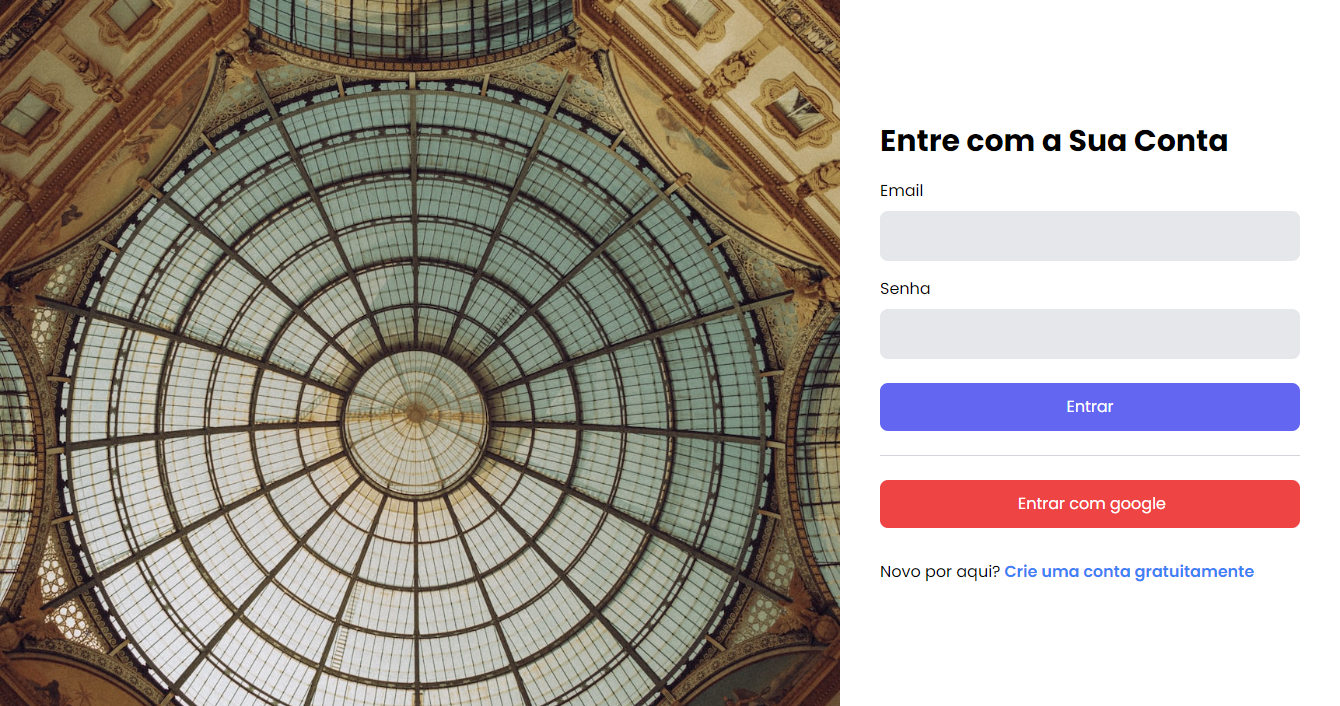 Entre com a Sua Conta
Email
Senha
Entrar
Entrar com google
Novo por aqui? Crie uma conta gratuitamente